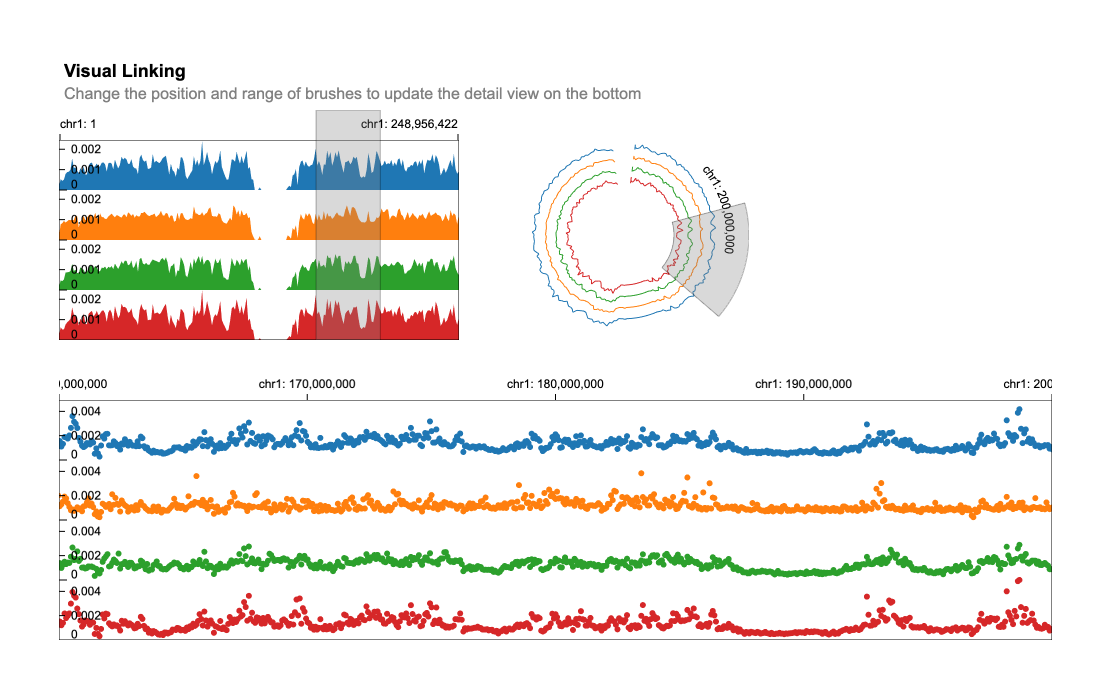 Visual Linking
Change the position and range of brushes to update the detail view on the bottom
chr1: 1
chr1: 248,956,422
0.002
0.001
0
0.002
0.001
0
0.002
0.001
0
0.002
0.001
0
chr1: 200,000,000
0,000,000
chr1: 170,000,000
chr1: 180,000,000
chr1: 190,000,000
chr1: 200
0.004
0.002
0
0.004
0.002
0
0.004
0.002
0
0.004
0.002
0